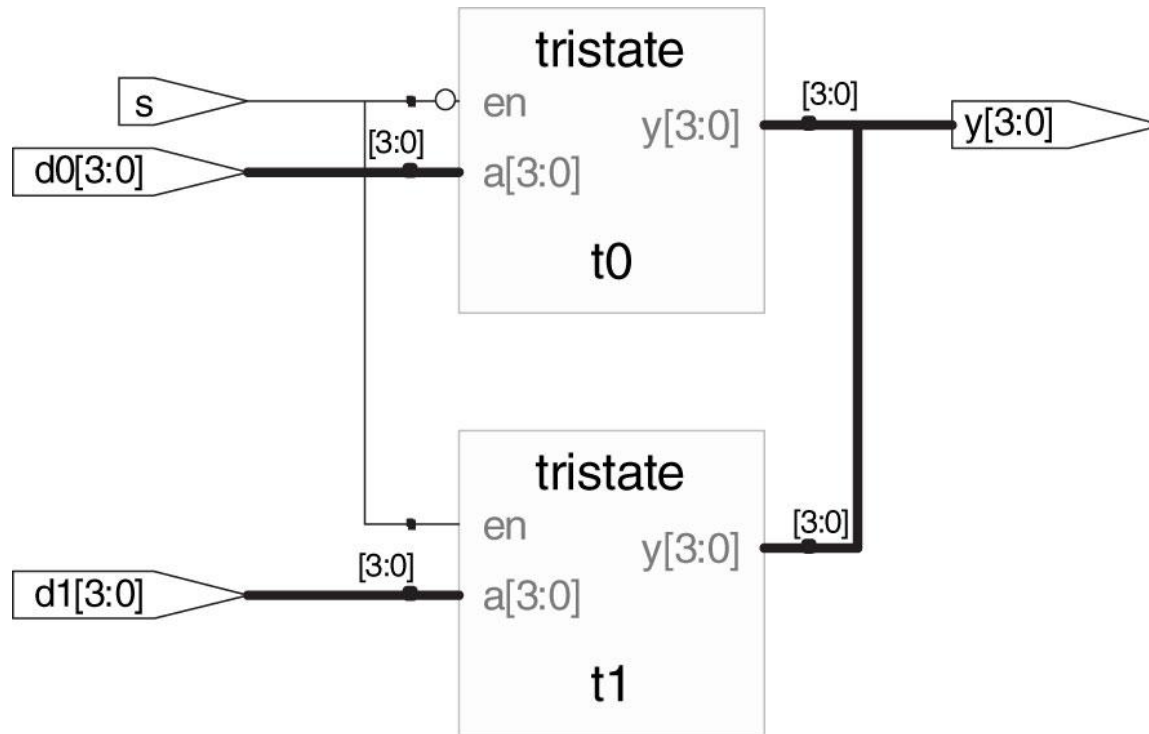 tristate
s
en
[3:0]
y[3:0]
y[3:0]
d0[3:0]
[3:0]
a[3:0]
t0
tristate
en
y[3:0]
[3:0]
d1[3:0]
[3:0]
a[3:0]
t1